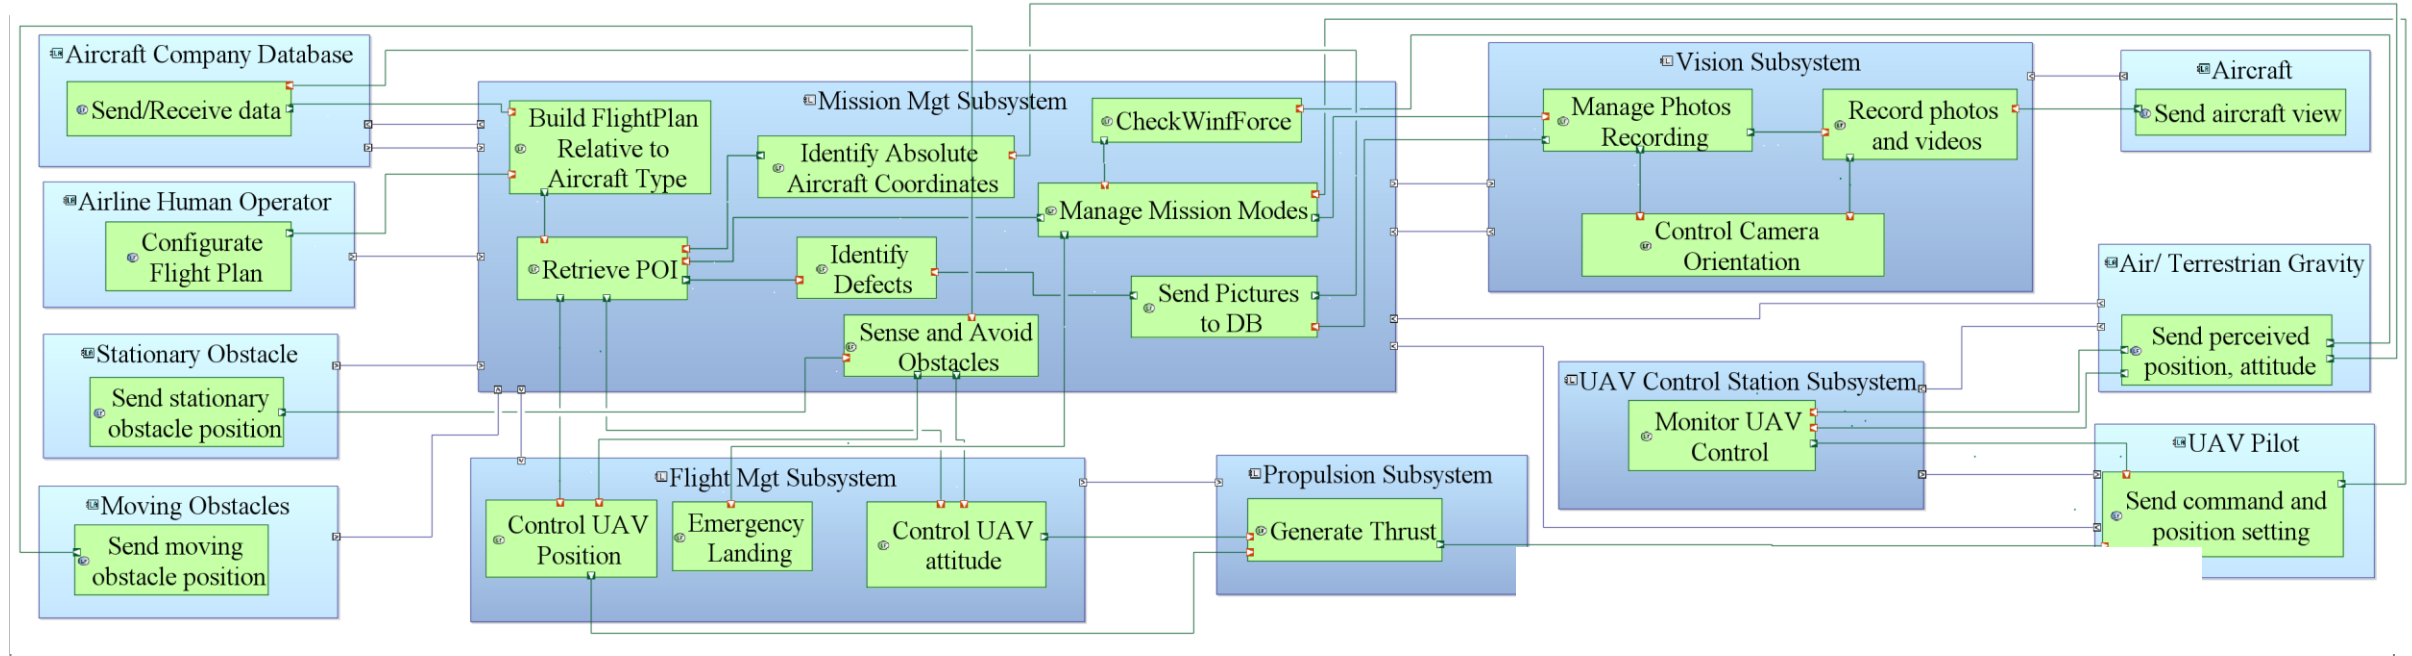 Aircraft Company Database
Send/Receive data
Airline Human Operator
Configurate
Flight Plan
Stationary Obstacle
Send stationary
obstacle position
Moving Obstacles
Send moving
obstacle position
Mission Mgt Subsystem
Build FlightPlan
Relative to
Aircraft Type
Identify Absolute
Aircraft Coordinates
CheckWinfForce
Manage Mission Modes
Retrieve POI
Identify
Defects
Send Pictures
to DB
Sense and Avoid
Obstacles
Flight Mgt Subsystem
Control UAV
Position
Emergency
Landing
Control UAV
attitude
Propulsion Subsystem
Generate Thrust
Vision Subsystem
Manage Photos
Recording
Record photos
and videos
Control Camera
Orientation
Aircraft
Send aircraft view
Air/ Terrestrian Gravity
Send perceived
position, attitude
UAV Control Station Subsystem
Monitor UAV
Control
UAV Pilot
Send command and
position setting